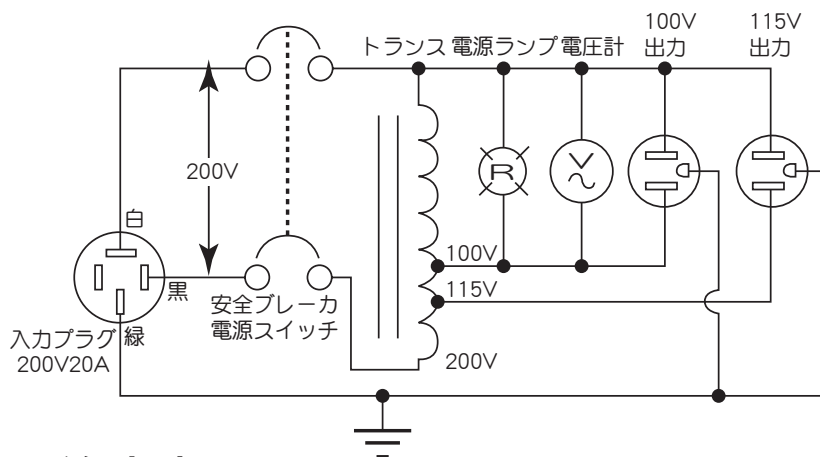 トランス 電源ランプ 電圧計
100V
出力
115V
出力
200V
白
R
V
100V
115V
黒
安全ブレーカ
電源スイッチ
入力プラグ
緑
200V20A
200V